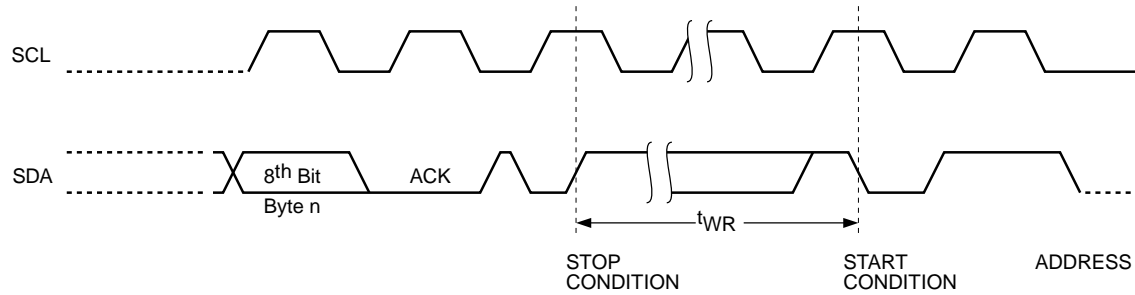 SCL
SDA
8th Bit
ACK
Byte n
tWR
STOP
CONDITION
START
CONDITION
ADDRESS